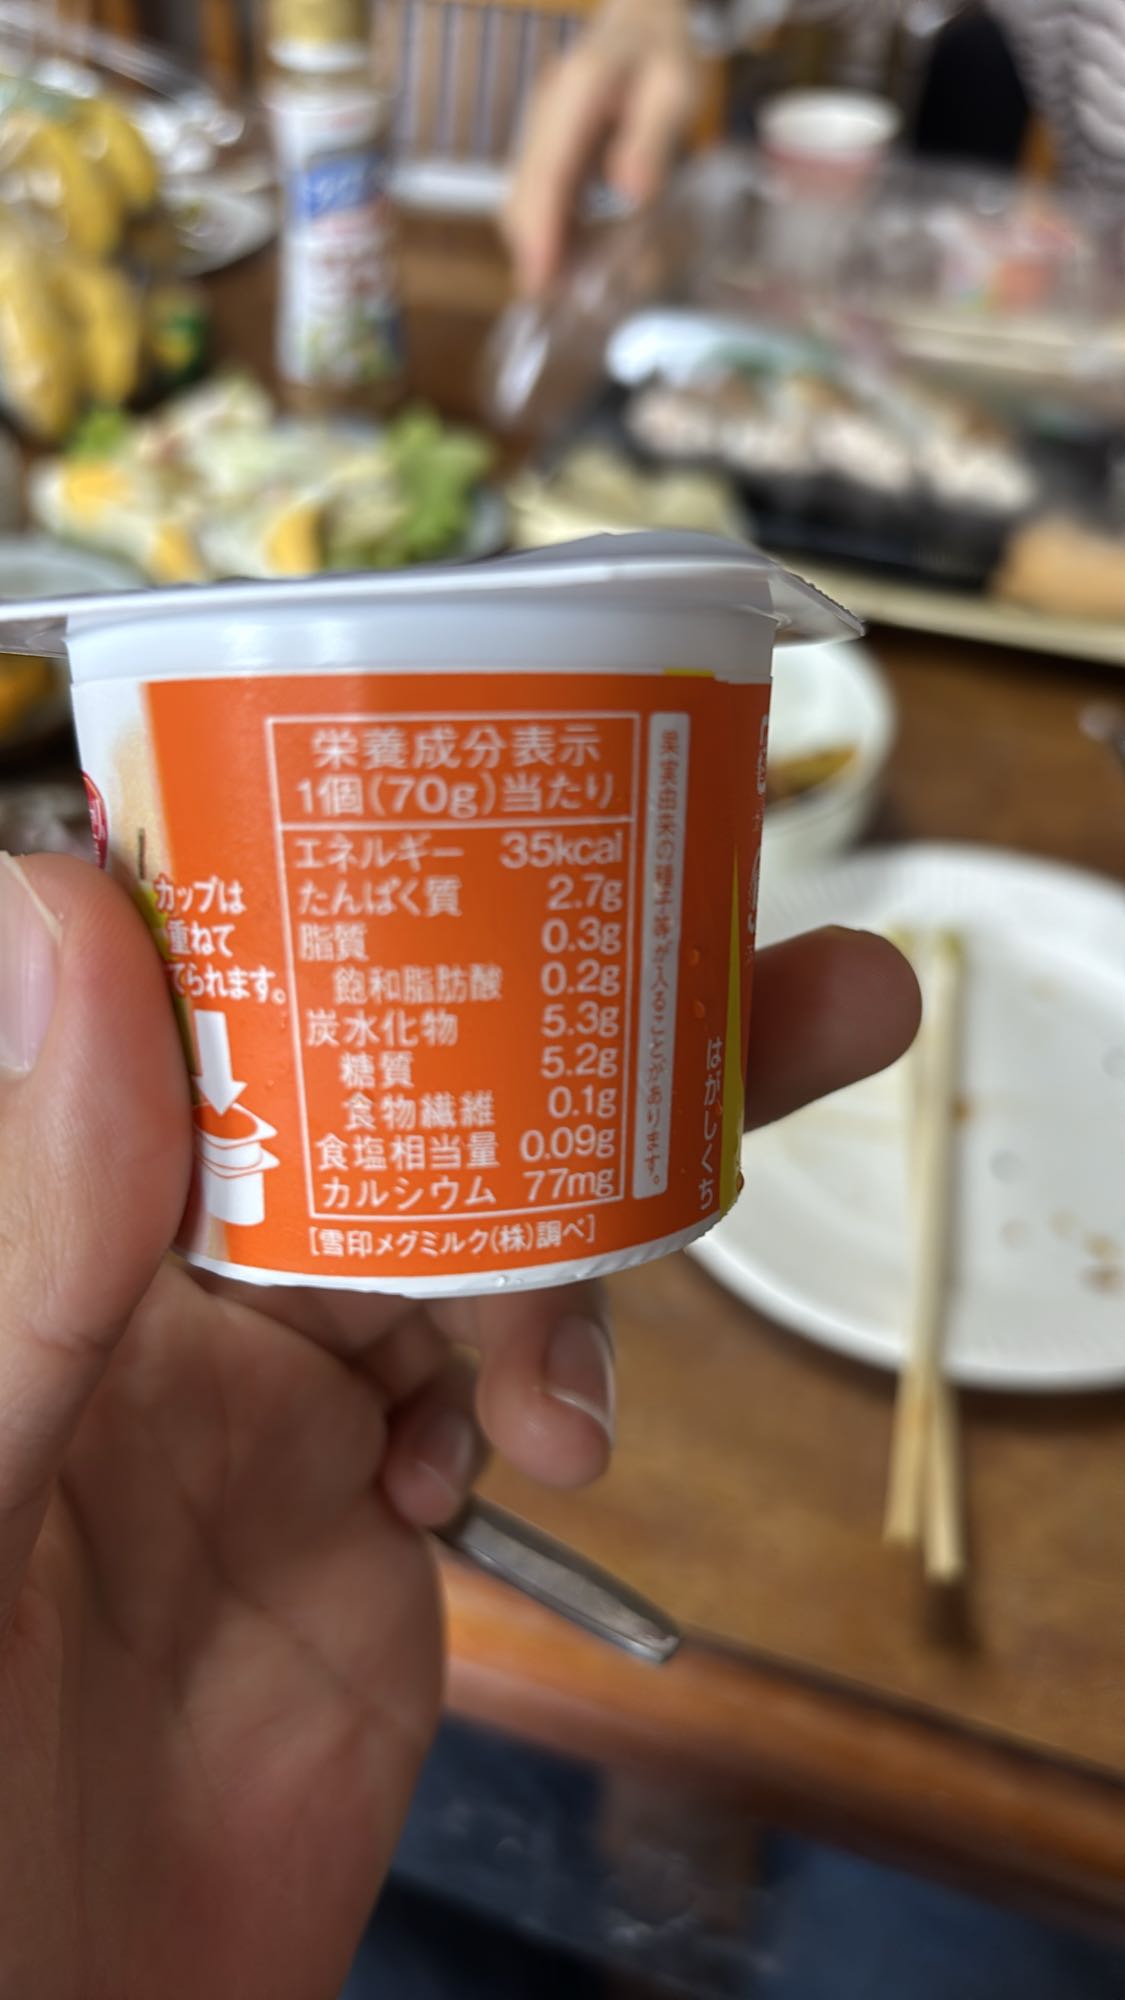 栄養成分表示
1個(70g)当たり
エネルギー 35kcal
たんぱく質 2.7g
脂質 0.3g
飽和脂肪酸 0.2g
炭水化物 5.3g
糖質 5.2g
食物繊維 0.1g
食塩相当量 0.09g
カルシウム 77mg
[雪印メグミルク(株)調べ]
果実由来の種子等が入ることがあります。
はがしくち
カップは
重ねて
てられます。